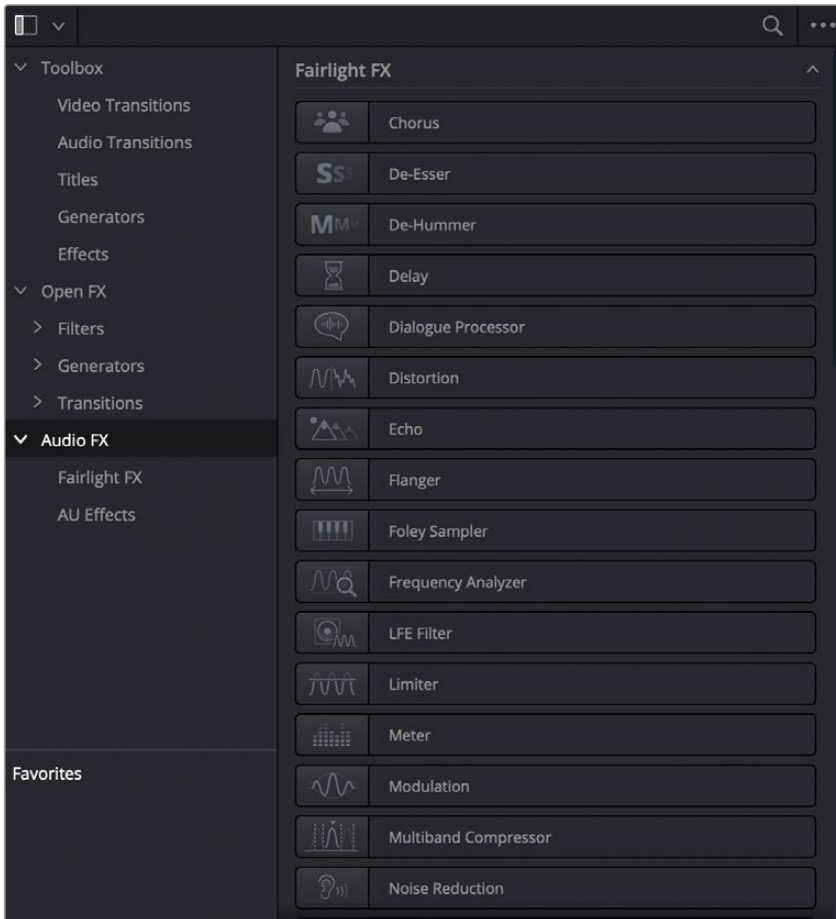 Toolbox
Video Transitions
Audio Transitions
Titles
Generators
Effects
Open FX
Filters
Generators
Transitions
Audio FX
Fairlight FX
AU Effects
Favorites
Fairlight FX
Chorus
SSS
De-Esser
MM
De-Hummer
Delay
Dialogue Processor
Distortion
Echo
Flanger
Foley Sampler
Frequency Analyzer
LFE Filter
Limiter
Meter
Modulation
Multiband Compressor
Noise Reduction